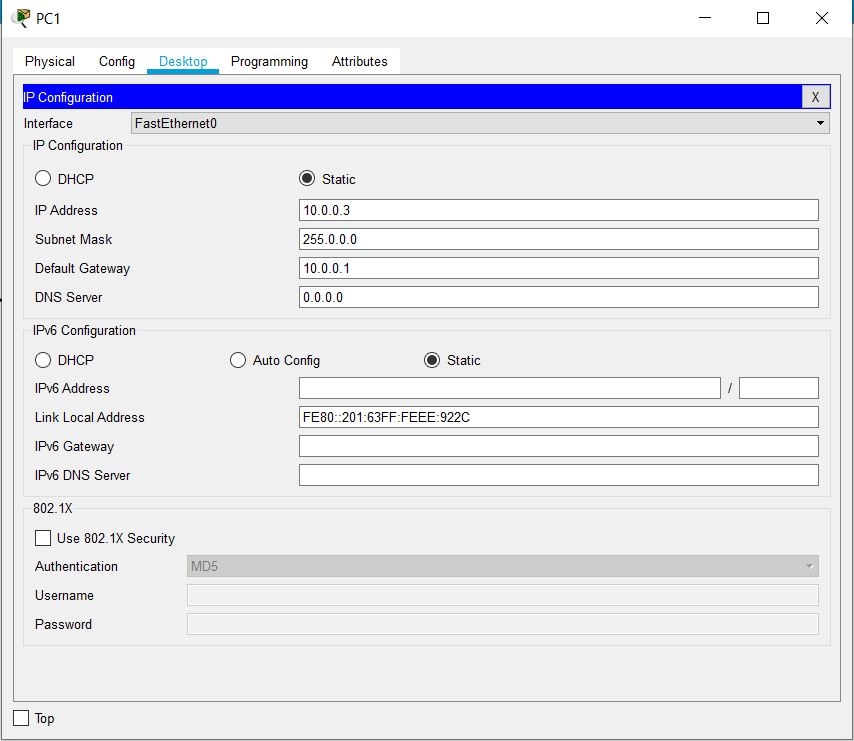 PC1
Physical Config Desktop Programming Attributes
IP Configuration X
Interface FastEthernet0
IP Configuration
DHCP Static
IP Address 10.0.0.3
Subnet Mask 255.0.0.0
Default Gateway 10.0.0.1
DNS Server 0.0.0.0
IPv6 Configuration
DHCP Auto Config Static
IPv6 Address /
Link Local Address FE80::201:63FF:FEEE:922C
IPv6 Gateway
IPv6 DNS Server
802.1X
Use 802.1X Security
Authentication MD5
Username
Password
Top